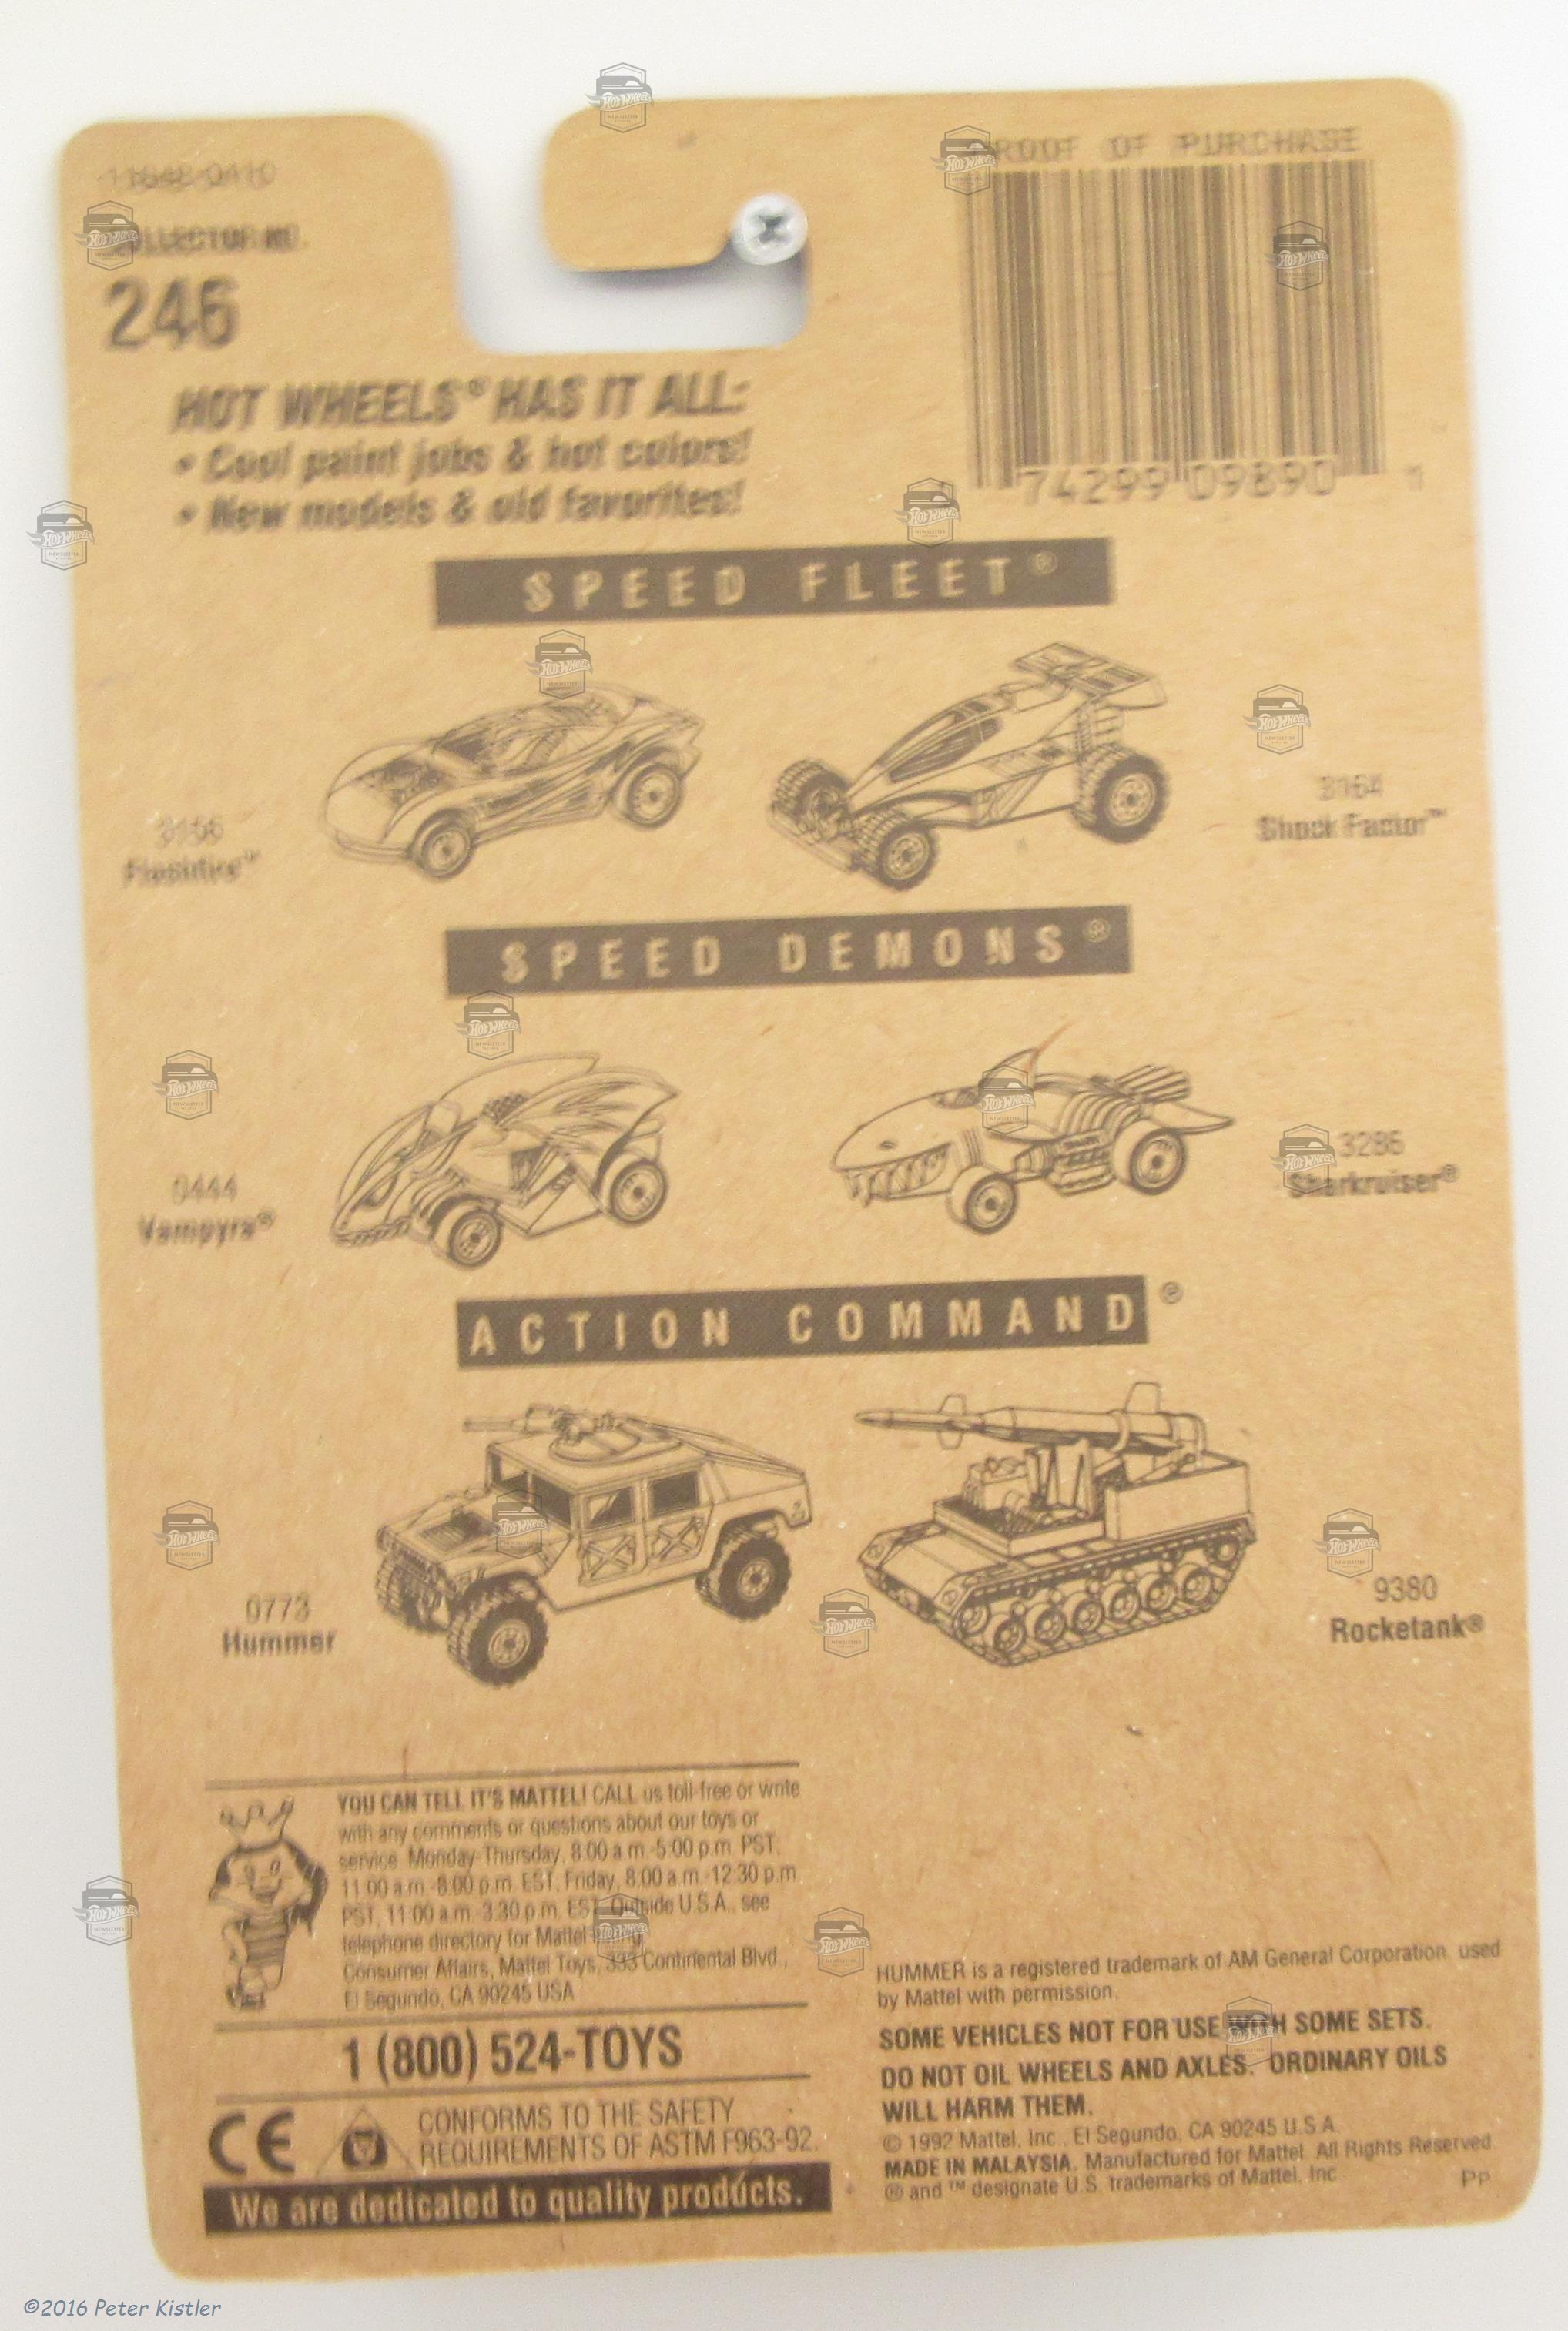 11648-0410
COLLECTOR NO.
246
PROOF OF PURCHASE
74299 09890 1
HOT WHEELS® HAS IT ALL:
• Cool paint jobs & hot colors!
• New models & old favorites!
SPEED FLEET®
3156
Flashfire™
3164
Shock Factor™
SPEED DEMONS®
0444
Vampyra®
3286
Sharkruiser®
ACTION COMMAND®
0773
Hummer
9380
Rocketank®
YOU CAN TELL IT'S MATTEL! CALL us toll-free or write
with any comments or questions about our toys or
service. Monday-Thursday, 8:00 a.m.-5:00 p.m. PST,
11:00 a.m.-8:00 p.m. EST, Friday, 8:00 a.m.-12:30 p.m.
PST, 11:00 a.m.-3:30 p.m. EST. Outside U.S.A., see
telephone directory for Mattel listing.
Consumer Affairs, Mattel Toys, 333 Continental Blvd.,
El Segundo, CA 90245 USA
1 (800) 524-TOYS
CE
CONFORMS TO THE SAFETY
REQUIREMENTS OF ASTM F963-92.
We are dedicated to quality products.
HUMMER is a registered trademark of AM General Corporation, used
by Mattel with permission.
SOME VEHICLES NOT FOR USE WITH SOME SETS.
DO NOT OIL WHEELS AND AXLES. ORDINARY OILS
WILL HARM THEM.
© 1992 Mattel, Inc., El Segundo, CA 90245 U.S.A.
MADE IN MALAYSIA. Manufactured for Mattel. All Rights Reserved.
® and ™ designate U.S. trademarks of Mattel, Inc.
Pp
©2016 Peter Kistler